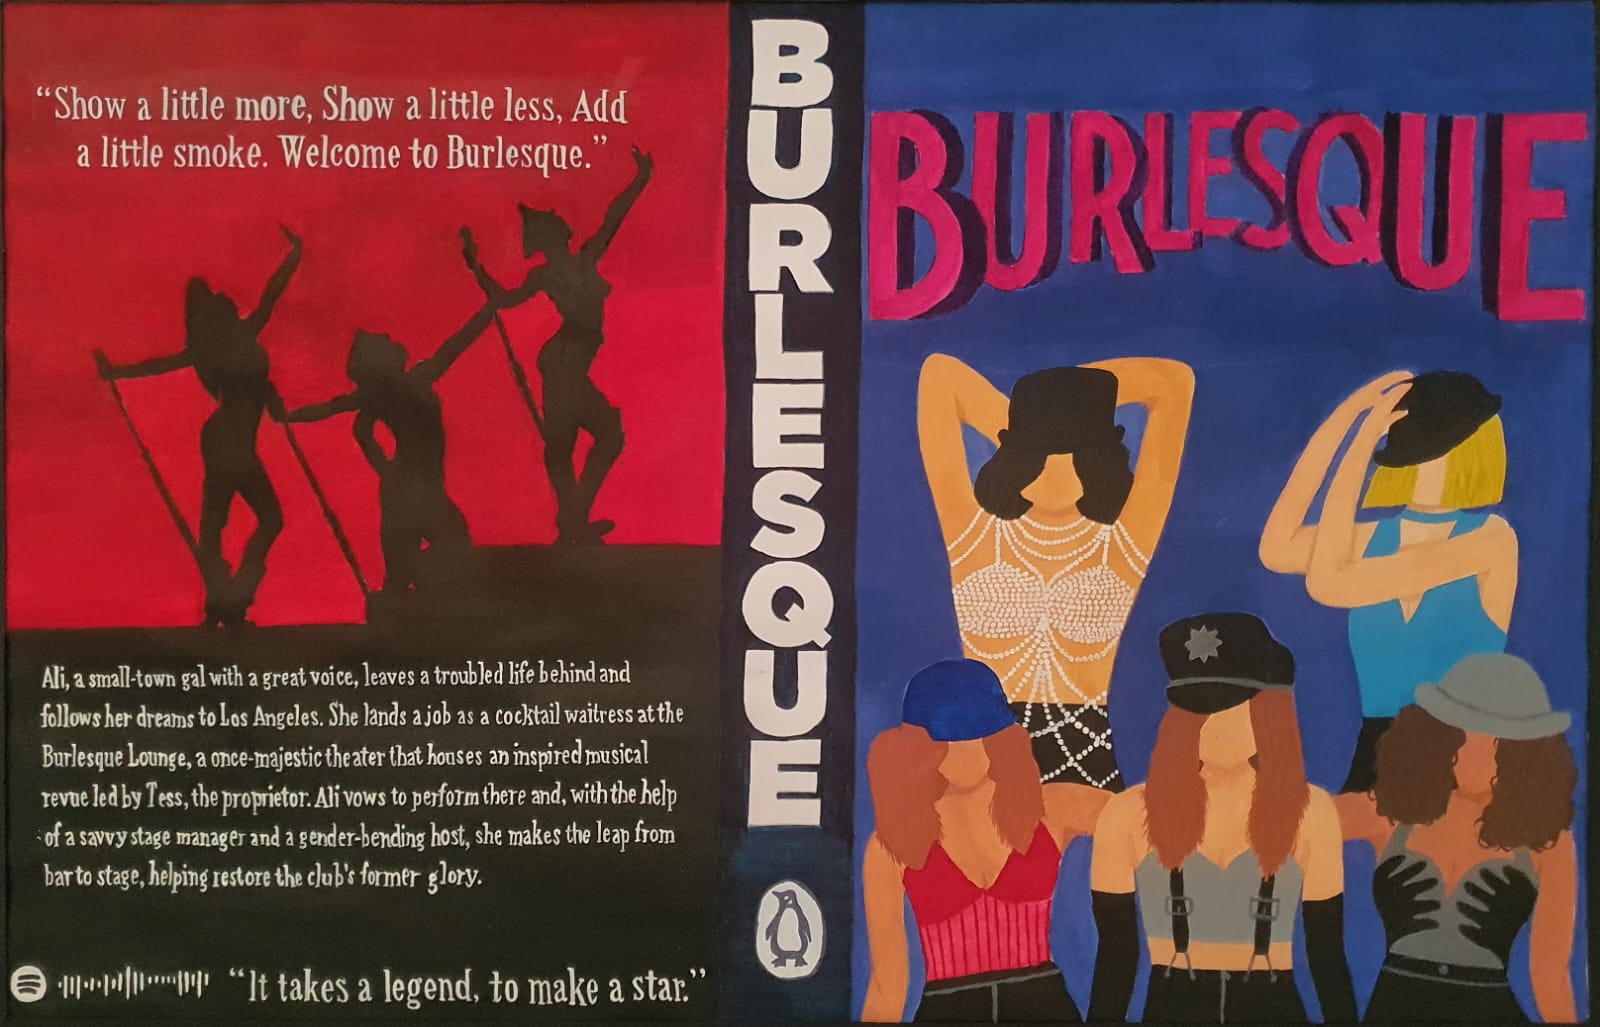 “Show a little more, Show a little less, Add
a little smoke. Welcome to Burlesque.”
Ali, a small-town gal with a great voice, leaves a troubled life behind and
follows her dreams to Los Angeles. She lands a job as a cocktail waitress at the
Burlesque Lounge, a once-majestic theater that houses an inspired musical
revue led by Tess, the proprietor. Ali vows to perform there and, with the help
of a savvy stage manager and a gender-bending host, she makes the leap from
bar to stage, helping restore the club's former glory.
“It takes a legend, to make a star.”
BURLESQUE
BURLESQUE